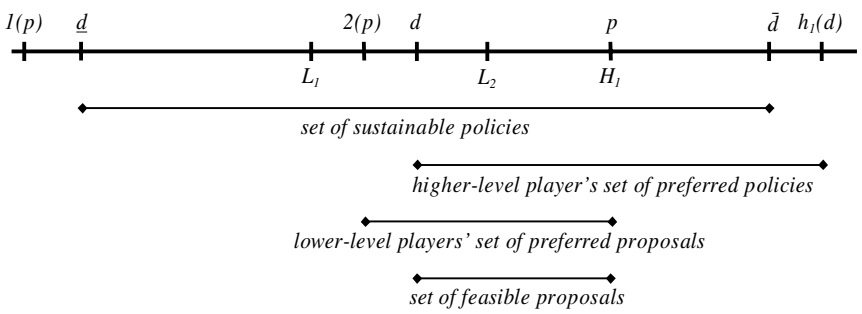 1(p) d 2(p) d p d̄ h₁(d)
L₁ L₂ H₁
set of sustainable policies
higher-level player's set of preferred policies
lower-level players' set of preferred proposals
set of feasible proposals